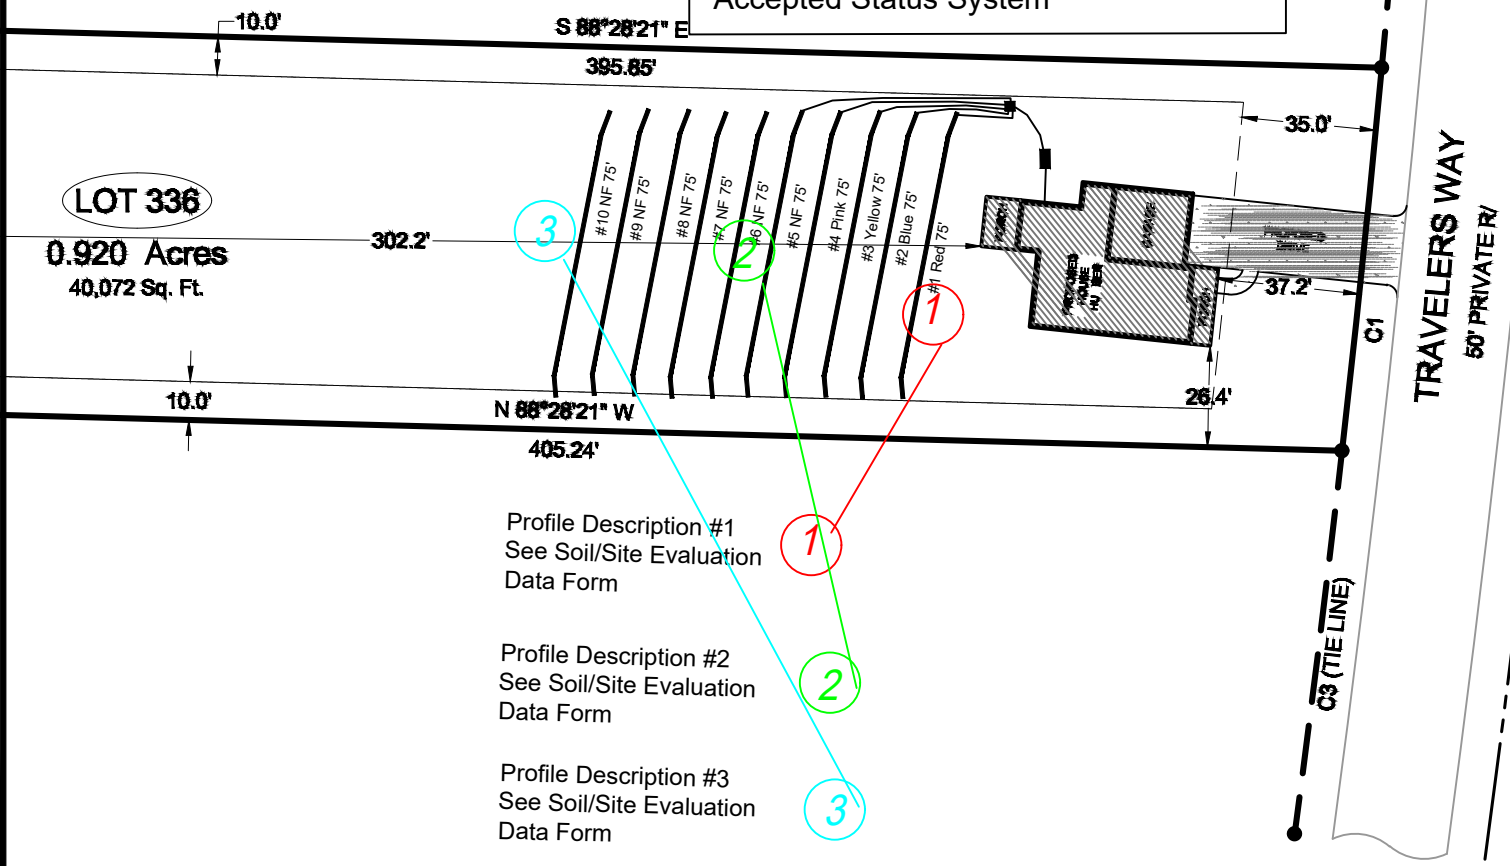 Accepted Status System
10.0'
S 88°28'21" E
395.85'
35.0'
TRAVELERS WAY
50' PRIVATE R/
LOT 336
0.920 Acres
40,072 Sq. Ft.
302.2'
#10 NF 75'
#9 NF 75'
#8 NF 75'
#7 NF 75'
#6 NF 75'
#5 NF 75'
#4 Pink 75'
#3 Yellow 75'
#2 Blue 75'
#1 Red 75'
3
2
1
PROPOSED
HOUSE
37.2'
C1
10.0'
N 88°28'21" W
405.24'
26.4'
Profile Description #1
See Soil/Site Evaluation
Data Form
1
Profile Description #2
See Soil/Site Evaluation
Data Form
2
Profile Description #3
See Soil/Site Evaluation
Data Form
3
C3 (TIE LINE)